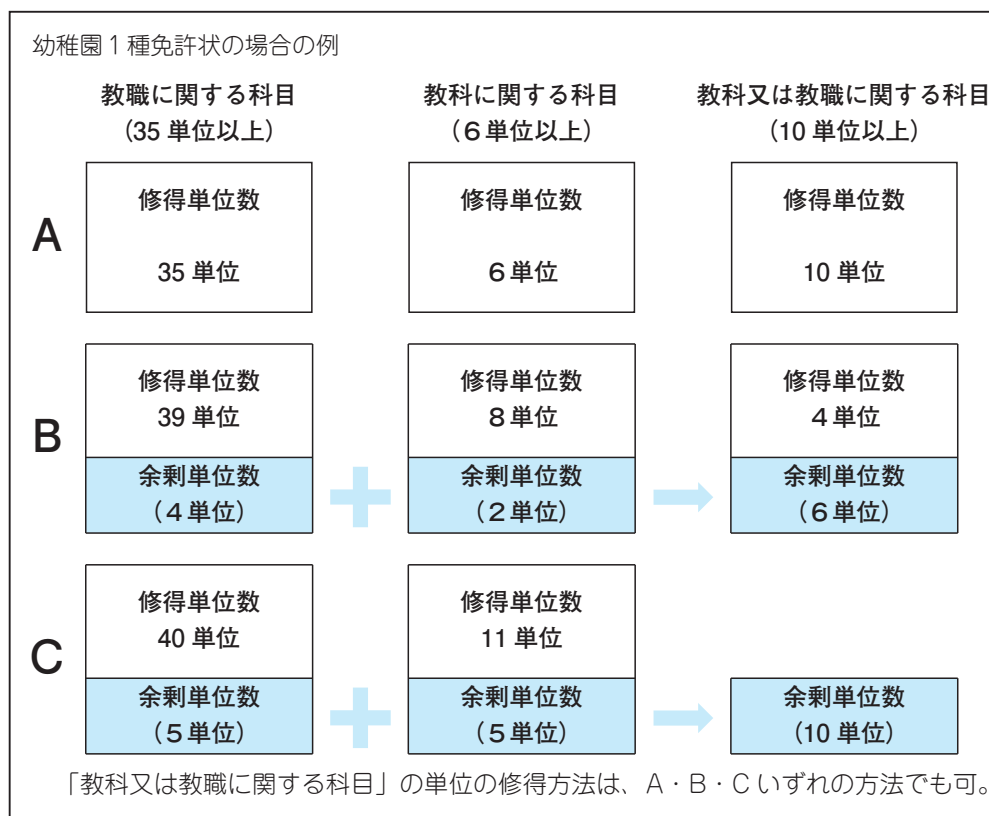 幼稚園1種免許状の場合の例
教職に関する科目 教科に関する科目 教科又は教職に関する科目
(35 単位以上) (6単位以上) (10 単位以上)
A
修得単位数 修得単位数 修得単位数
35 単位 6単位 10 単位
B
修得単位数 修得単位数 修得単位数
39 単位 8単位 4単位
余剰単位数 余剰単位数 余剰単位数
(4単位) (2単位) (6単位)
C
修得単位数 修得単位数
40 単位 11 単位
余剰単位数 余剰単位数 余剰単位数
(5単位) (5単位) (10 単位)
「教科又は教職に関する科目」の単位の修得方法は、A・B・Cいずれの方法でも可。